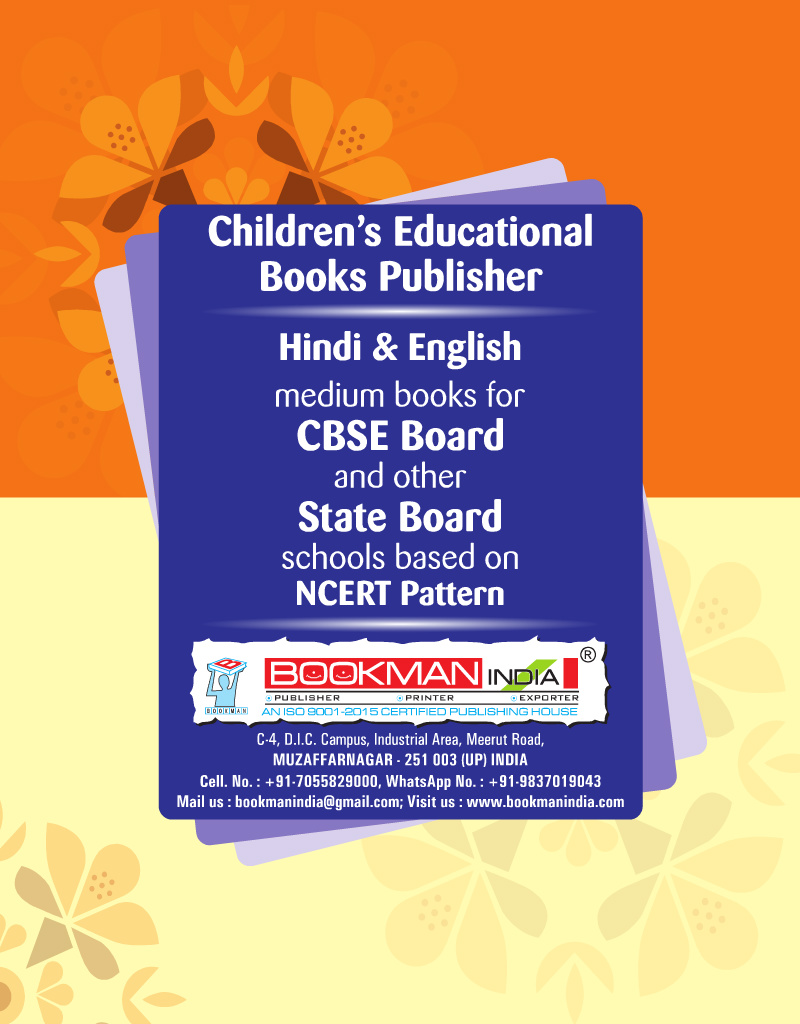 Children's Educational
Books Publisher
Hindi & English
medium books for
CBSE Board
and other
State Board
schools based on
NCERT Pattern
BOOKMAN INDIA ®
BOOKMAN
PUBLISHER PRINTER EXPORTER
AN ISO 9001-2015 CERTIFIED PUBLISHING HOUSE
C-4, D.I.C. Campus, Industrial Area, Meerut Road,
MUZAFFARNAGAR - 251 003 (UP) INDIA
Cell. No. : +91-7055829000, WhatsApp No. : +91-9837019043
Mail us : bookmanindia@gmail.com; Visit us : www.bookmanindia.com